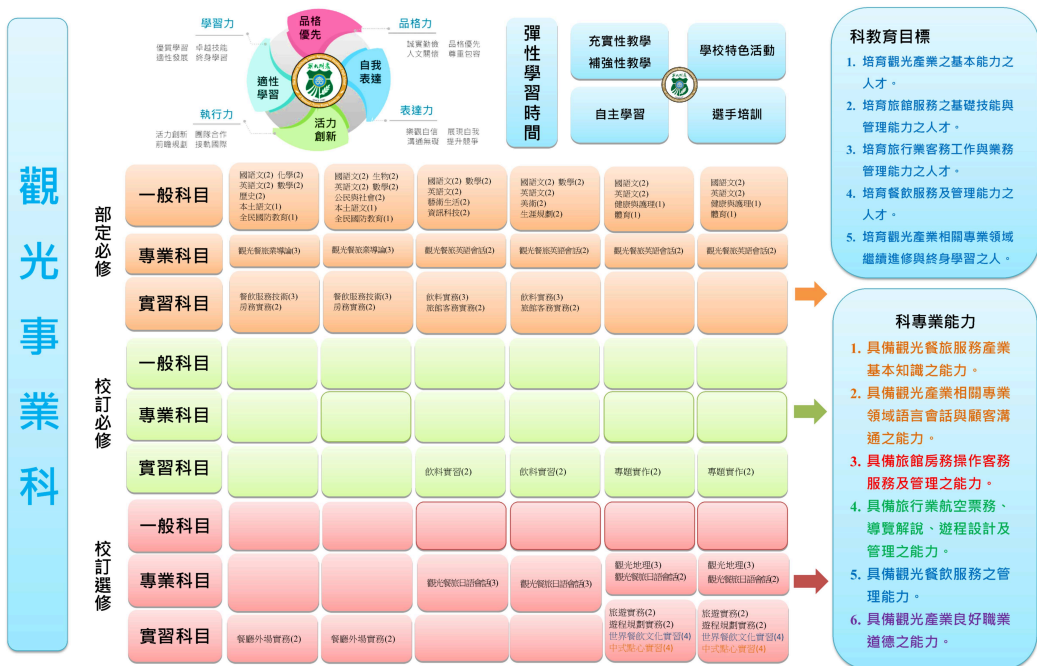 觀光事業科
學習力
優質學習 卓越技能
適性發展 終身學習
品格優先
品格力
誠實勤儉 品格優先
人文關懷 尊重包容
適性學習
自我表達
執行力
活力創新 團隊合作
前瞻規劃 接軌國際
活力創新
表達力
樂觀自信 展現自我
溝通無礙 提升競爭
彈性學習時間
充實性教學
補強性教學
學校特色活動
自主學習
選手培訓
科教育目標
1. 培育觀光產業之基本能力之
人才。
2. 培育旅館服務之基礎技能與
管理能力之人才。
3. 培育旅行業客務工作與業務
管理能力之人才。
4. 培育餐飲服務及管理能力之
人才。
5. 培育觀光產業相關專業領域
繼續進修與終身學習之人。
部定必修
一般科目
國語文(2) 化學(2)
英語文(2) 數學(2)
歷史(2)
本土語文(1)
全民國防教育(1)
國語文(2) 生物(2)
英語文(2) 數學(2)
公民與社會(2)
本土語文(1)
全民國防教育(1)
國語文(2) 數學(2)
英語文(2)
藝術生活(2)
資訊科技(2)
國語文(2) 數學(2)
英語文(2)
美術(2)
生涯規劃(2)
國語文(2)
英語文(2)
健康與護理(1)
體育(1)
國語文(2)
英語文(2)
健康與護理(1)
體育(1)
專業科目
觀光餐旅業導論(3)
觀光餐旅業導論(3)
觀光餐旅英語會話(2)
觀光餐旅英語會話(2)
觀光餐旅英語會話(2)
觀光餐旅英語會話(2)
實習科目
餐飲服務技術(3)
房務實務(2)
餐飲服務技術(3)
房務實務(2)
飲料實務(3)
旅館客務實務(2)
飲料實務(3)
旅館客務實務(2)
校訂必修
一般科目
專業科目
實習科目
飲料實習(2)
飲料實習(2)
專題實作(2)
專題實作(2)
校訂選修
一般科目
專業科目
觀光餐旅日語會話(3)
觀光餐旅日語會話(3)
觀光地理(3)
觀光餐旅日語會話(2)
觀光地理(3)
觀光餐旅日語會話(2)
實習科目
餐廳外場實務(2)
餐廳外場實務(2)
旅遊實務(2)
遊程規劃實務(2)
世界餐飲文化實習(4)
中式點心實習(4)
旅遊實務(2)
遊程規劃實務(2)
世界餐飲文化實習(4)
中式點心實習(4)
科專業能力
1. 具備觀光餐旅服務產業
基本知識之能力。
2. 具備觀光產業相關專業
領域語言會話與顧客溝
通之能力。
3. 具備旅館房務操作客務
服務及管理之能力。
4. 具備旅行業航空票務、
導覽解說、遊程設計及
管理之能力。
5. 具備觀光餐飲服務之管
理能力。
6. 具備觀光產業良好職業
道德之能力。